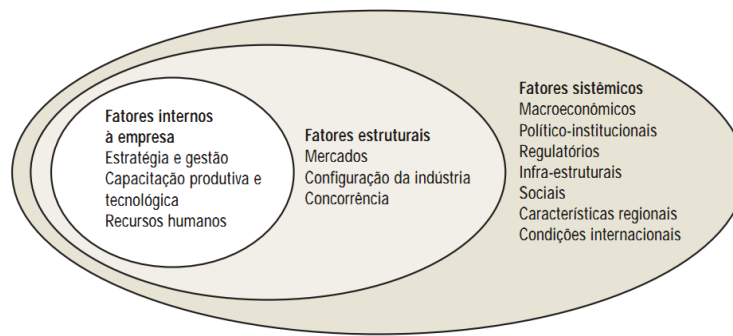 Fatores internos
à empresa
Estratégia e gestão
Capacitação produtiva e
tecnológica
Recursos humanos
Fatores estruturais
Mercados
Configuração da indústria
Concorrência
Fatores sistêmicos
Macroeconômicos
Político-institucionais
Regulatórios
Infra-estruturais
Sociais
Características regionais
Condições internacionais